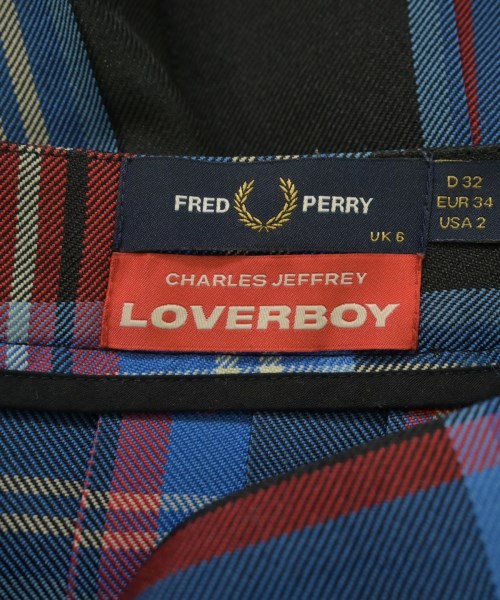 FRED PERRY
UK 6
D 32
EUR 34
USA 2
CHARLES JEFFREY
LOVERBOY